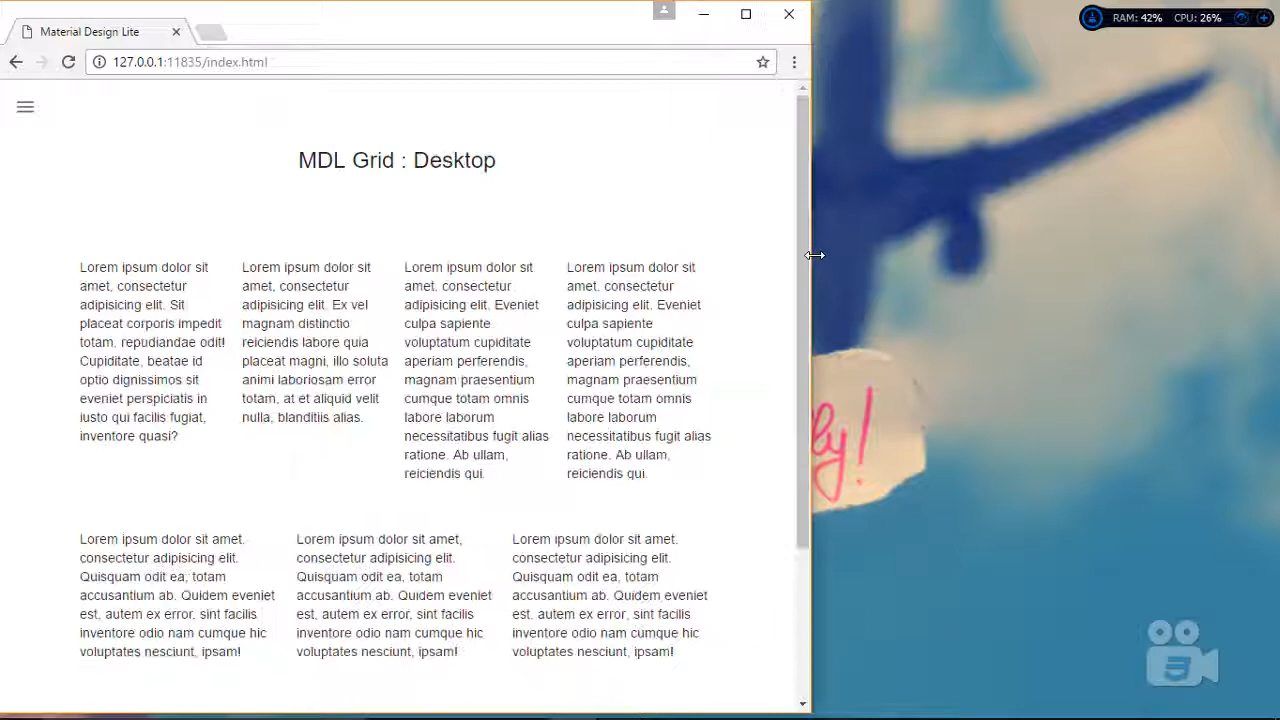 Material Design Lite
RAM: 42% CPU: 26%
127.0.0.1:11835/index.html
MDL Grid : Desktop
Lorem ipsum dolor sit
amet, consectetur
adipisicing elit. Sit
placeat corporis impedit
totam, repudiandae odit!
Cupiditate, beatae id
optio dignissimos sit
eveniet perspiciatis in
iusto qui facilis fugiat,
inventore quasi?
Lorem ipsum dolor sit
amet, consectetur
adipisicing elit. Ex vel
magnam distinctio
reiciendis labore quia
placeat magni, illo soluta
animi laboriosam error
totam, at et aliquid velit
nulla, blanditiis alias.
Lorem ipsum dolor sit
amet, consectetur
adipisicing elit. Eveniet
culpa sapiente
voluptatum cupiditate
aperiam perferendis,
magnam praesentium
cumque totam omnis
labore laborum
necessitatibus fugit alias
ratione. Ab ullam,
reiciendis qui.
Lorem ipsum dolor sit
amet, consectetur
adipisicing elit. Eveniet
culpa sapiente
voluptatum cupiditate
aperiam perferendis,
magnam praesentium
cumque totam omnis
labore laborum
necessitatibus fugit alias
ratione. Ab ullam,
reiciendis qui.
ly!
Lorem ipsum dolor sit amet,
consectetur adipisicing elit.
Quisquam odit ea, totam
accusantium ab. Quidem eveniet
est, autem ex error, sint facilis
inventore odio nam cumque hic
voluptates nesciunt, ipsam!
Lorem ipsum dolor sit amet,
consectetur adipisicing elit.
Quisquam odit ea, totam
accusantium ab. Quidem eveniet
est, autem ex error, sint facilis
inventore odio nam cumque hic
voluptates nesciunt, ipsam!
Lorem ipsum dolor sit amet,
consectetur adipisicing elit.
Quisquam odit ea, totam
accusantium ab. Quidem eveniet
est, autem ex error, sint facilis
inventore odio nam cumque hic
voluptates nesciunt, ipsam!